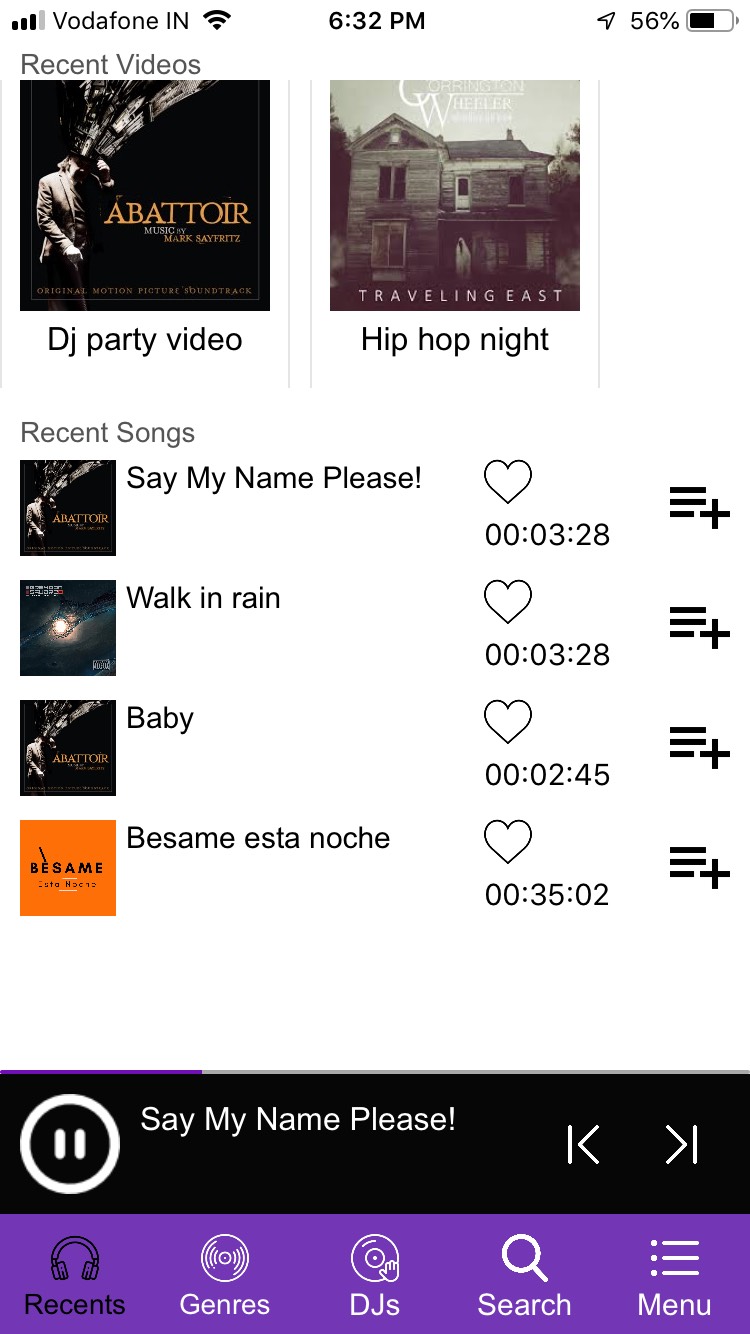 Vodafone IN
6:32 PM
56%
Recent Videos
ABATTOIR
MUSIC BY
MARK SAYFRITZ
ORIGINAL MOTION PICTURE SOUNDTRACK
CORRINGTON
WHEELER
TRAVELING EAST
Dj party video
Hip hop night
Recent Songs
ABATTOIR
Say My Name Please!
00:03:28
Walk in rain
00:03:28
ABATTOIR
Baby
00:02:45
BESAME
Esta Noche
Besame esta noche
00:35:02
Say My Name Please!
Recents
Genres
DJs
Search
Menu